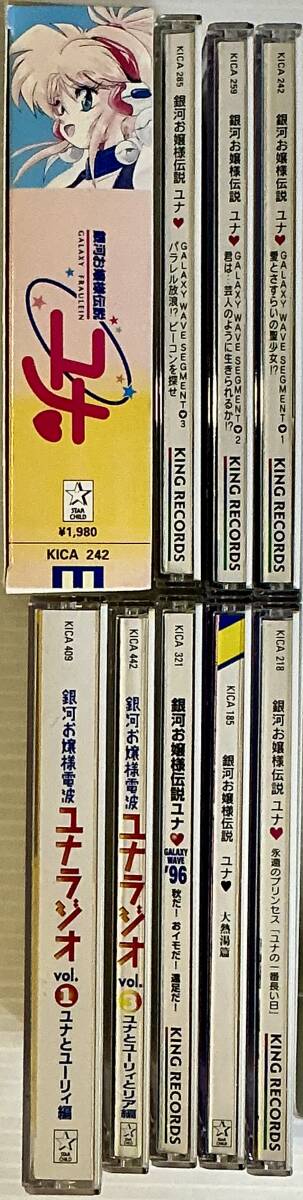 銀河お嬢様伝説
GALAXY FRAULEIN
ユナ
STAR CHILD
¥1,980
KICA 242
KICA 285
銀河お嬢様伝説 ユナ♥
GALAXY WAVE SEGMENT♥3
パラレル放浪!? ビーコンを探せ
KING RECORDS
KICA 259
銀河お嬢様伝説 ユナ♥
GALAXY WAVE SEGMENT♥2
君は…芸人のように生きられるか!?
KING RECORDS
KICA 242
銀河お嬢様伝説 ユナ♥
GALAXY WAVE SEGMENT♥1
愛とさすらいの聖少女!?
KING RECORDS
KICA 409
銀河お嬢様電波
ユナラジオ
vol.1
ユナとユーリィ編
STAR CHILD
KICA 442
銀河お嬢様電波
ユナラジオ
vol.3
ユナとユーリィとリア編
STAR CHILD
KICA 321
銀河お嬢様伝説ユナ♥
GALAXY WAVE '96
秋だ! おイモだ! 遠足だ!
KING RECORDS
KICA 185
銀河お嬢様伝説 ユナ♥
大熱湯篇
STAR CHILD
KICA 218
銀河お嬢様伝説 ユナ♥
永遠のプリンセス「ユナの一番長い日」
KING RECORDS